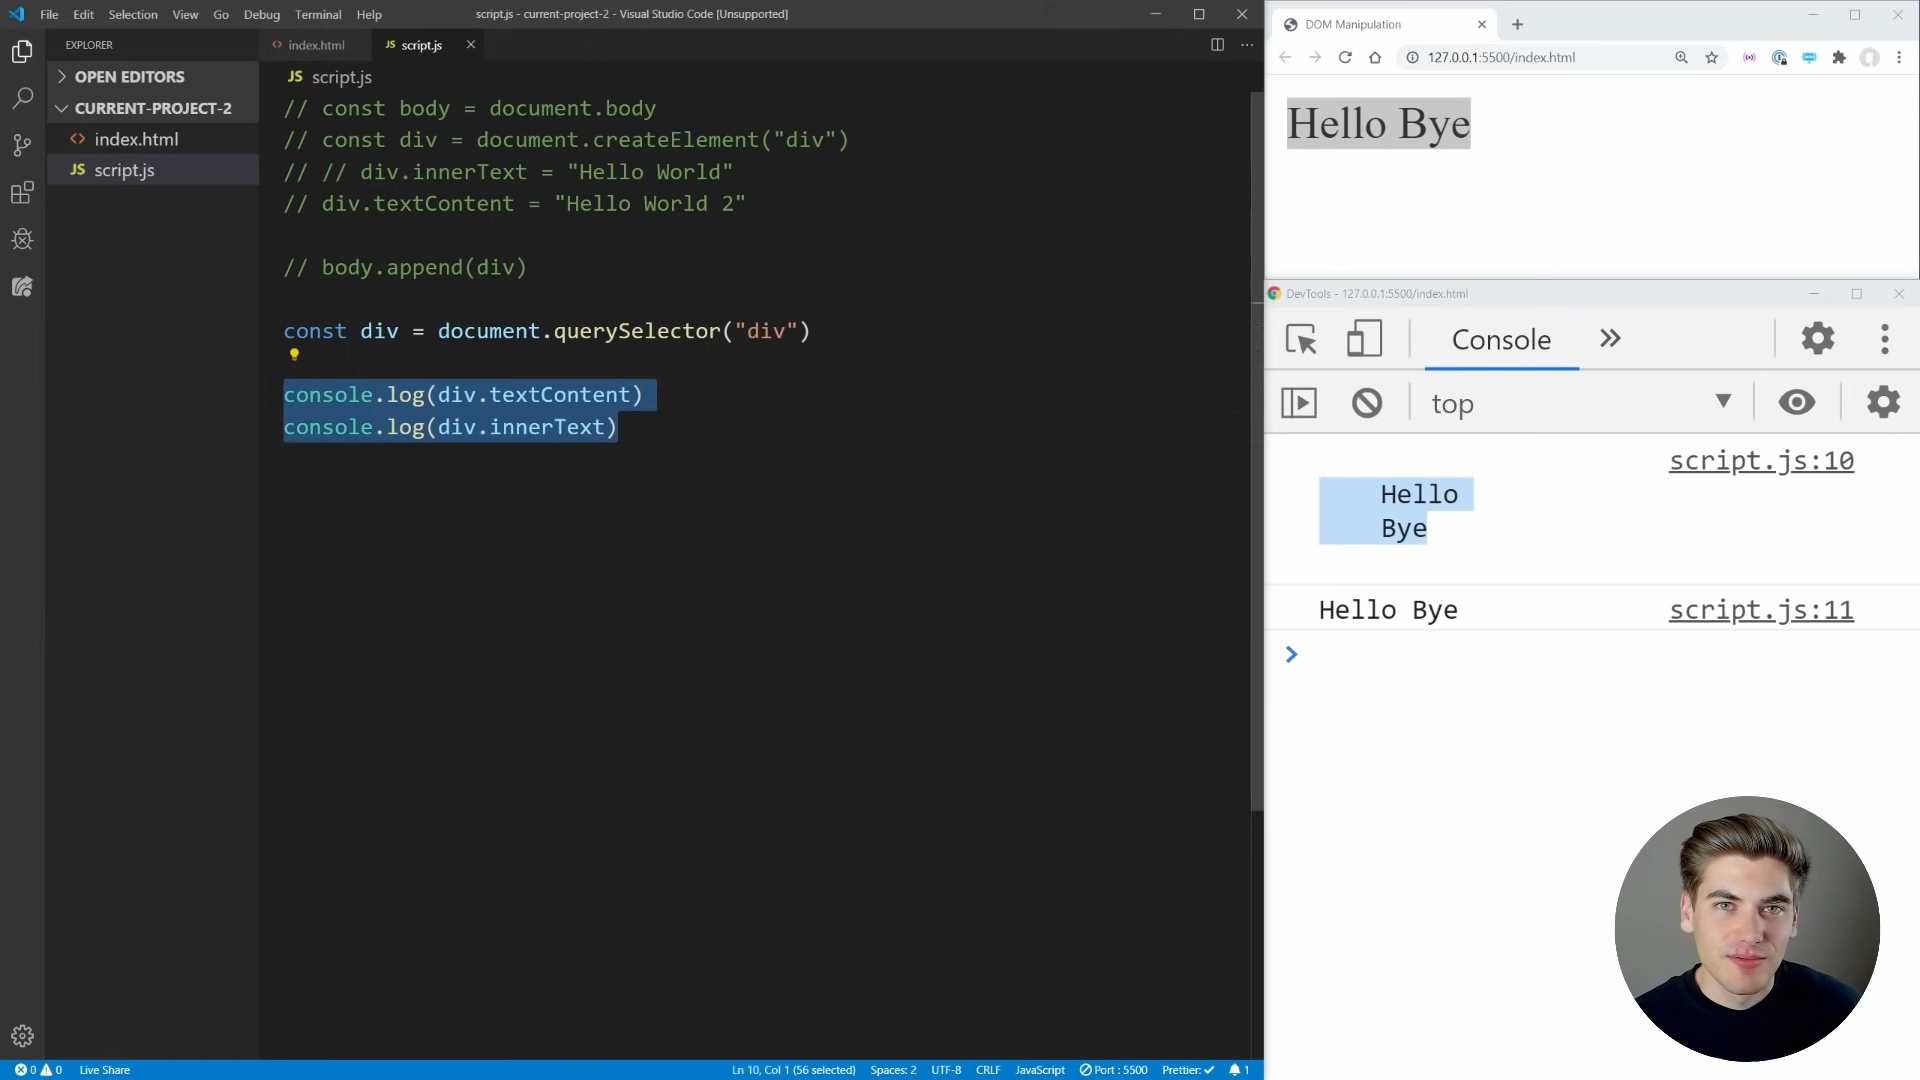 File Edit Selection View Go Debug Terminal Help
script.js - current-project-2 - Visual Studio Code [Unsupported]
EXPLORER
OPEN EDITORS
CURRENT-PROJECT-2
index.html
JS script.js
index.html
JS script.js
JS script.js
// const body = document.body
// const div = document.createElement("div")
// // div.innerText = "Hello World"
// div.textContent = "Hello World 2"
// body.append(div)
const div = document.querySelector("div")
console.log(div.textContent)
console.log(div.innerText)
0 0 Live Share
Ln 10, Col 1 (56 selected) Spaces: 2 UTF-8 CRLF JavaScript Port : 5500 Prettier: 1
DOM Manipulation
127.0.0.1:5500/index.html
Hello Bye
DevTools - 127.0.0.1:5500/index.html
Console
top
script.js:10
Hello
Bye
Hello Bye script.js:11